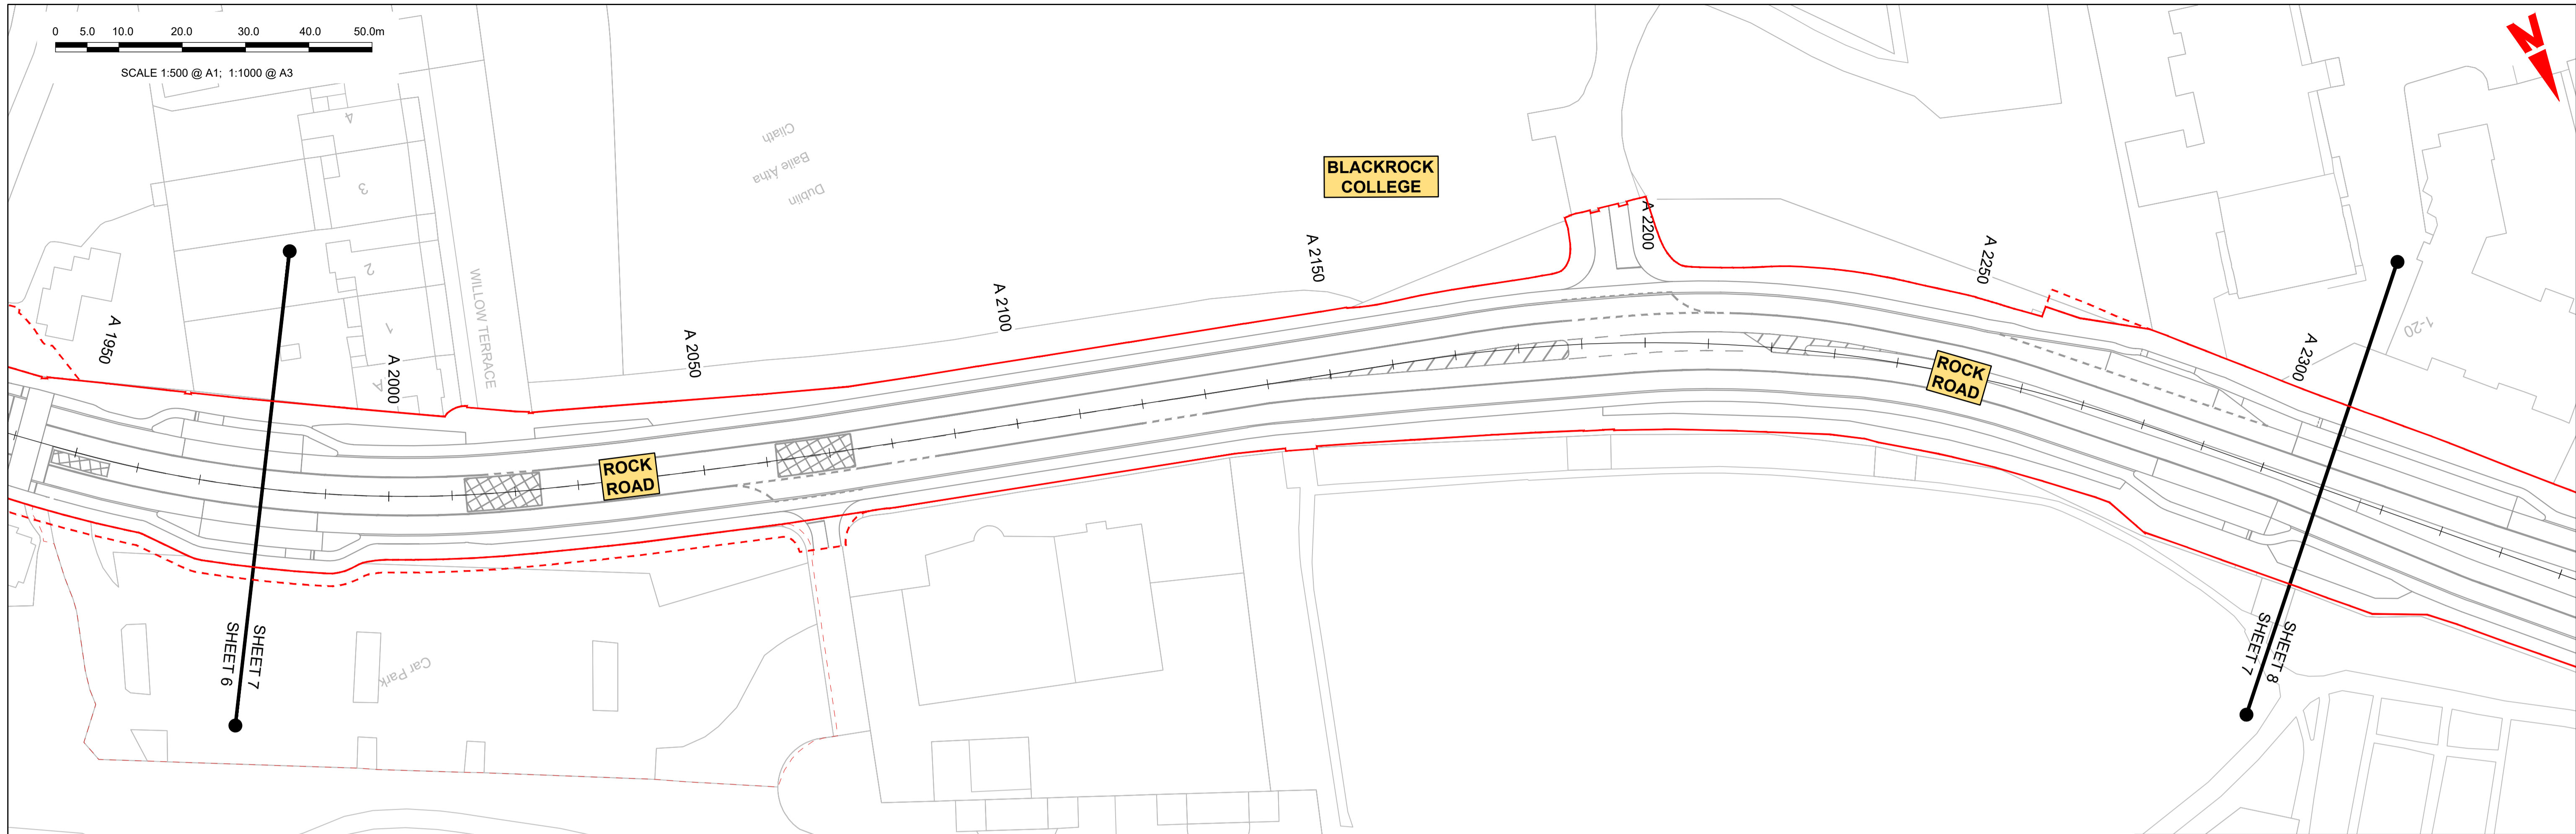 0 5.0 10.0 20.0 30.0 40.0 50.0m
SCALE 1:500 @ A1; 1:1000 @ A3
N
4
3
2
1
WILLOW TERRACE
Cliath
Baile Átha
Dublin
BLACKROCK
COLLEGE
A 1950
A 2000
A 2050
A 2100
A 2150
A 2200
A 2250
A 2300
1-20
ROCK
ROAD
ROCK
ROAD
SHEET 6
SHEET 7
SHEET 7
SHEET 8
Car Park